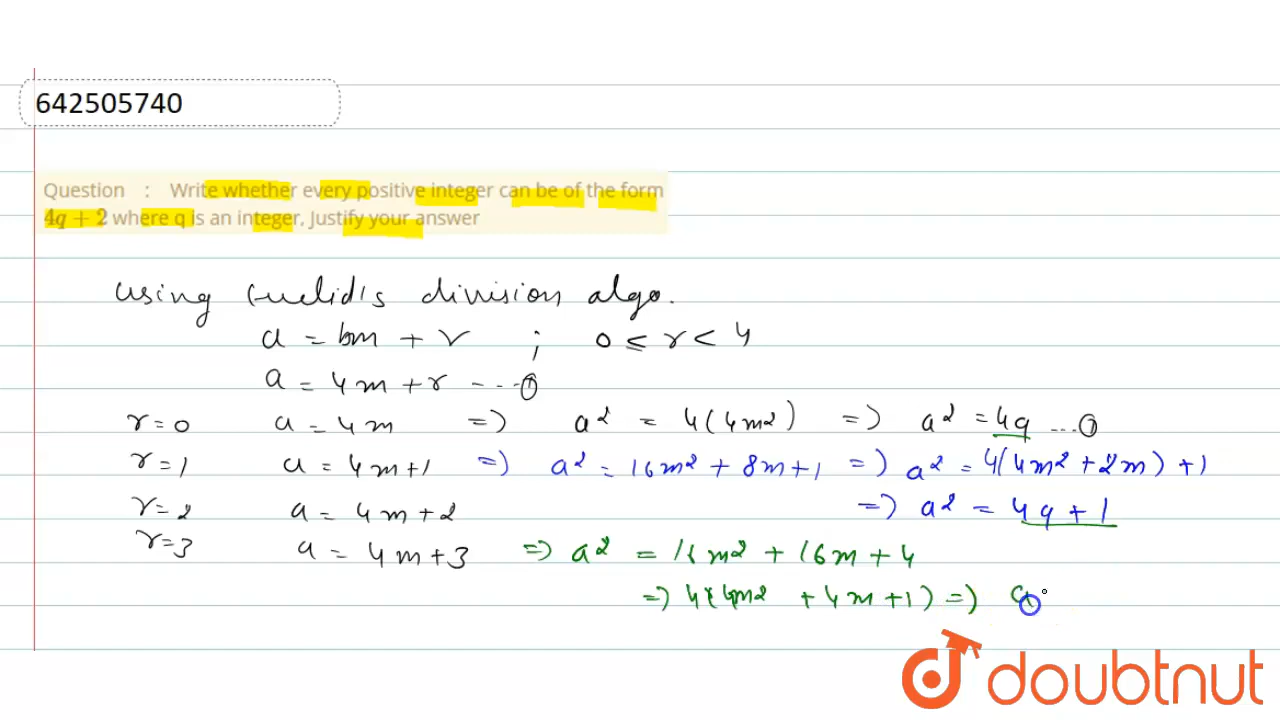 642505740
Question : Write whether every positive integer can be of the form
4q + 2 where q is an integer, Justify your answer
using Euclid's division algo.
a = bm + r ; 0 ≤ r < 4
a = 4m + r ---- ①
r=0 a = 4m => a² = 4(4m²) => a² = 4q ...①
r=1 a = 4m+1 => a² = 16m² + 8m+1 => a² = 4(4m² + 2m) + 1
r=2 a = 4m+2 => a² = 4q + 1
r=3 a = 4m+3 => a² = 16m² + 16m + 4
=> 4(4m² + 4m + 1) =>
doubtnut